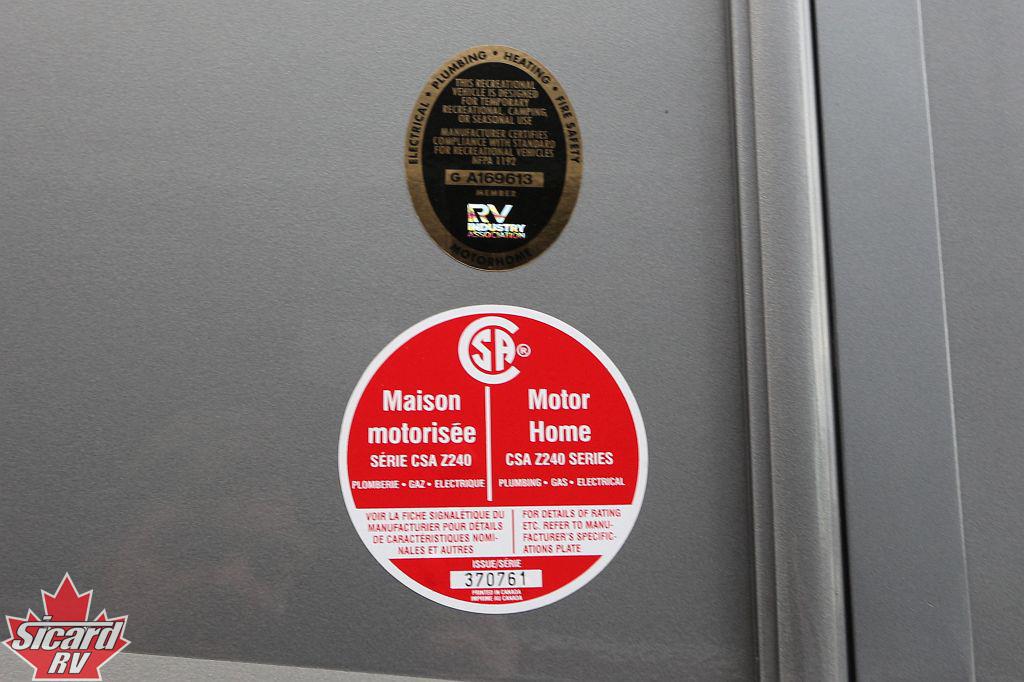 ELECTRICAL • PLUMBING • HEATING • FIRE SAFETY
THIS RECREATIONAL
VEHICLE IS DESIGNED
FOR TEMPORARY
RECREATIONAL, CAMPING,
OR SEASONAL USE
MANUFACTURER CERTIFIES
COMPLIANCE WITH STANDARD
FOR RECREATIONAL VEHICLES
NFPA 1192
G A169613
MEMBER
RV
INDUSTRY
ASSOCIATION
MOTORHOME
CSA ®
Maison
motorisée
SÉRIE CSA Z240
PLOMBERIE • GAZ • ELECTRIQUE
Motor
Home
CSA Z240 SERIES
PLUMBING • GAS • ELECTRICAL
VOIR LA FICHE SIGNALÉTIQUE DU
MANUFACTURIER POUR DÉTAILS
DE CARACTÉRISTIQUES NOMI-
NALES ET AUTRES
FOR DETAILS OF RATING
ETC. REFER TO MANU-
FACTURER'S SPECIFIC-
ATIONS PLATE
ISSUE/SÉRIE
370761
PRINTED IN CANADA
IMPRIMÉ AU CANADA
Sicard
RV